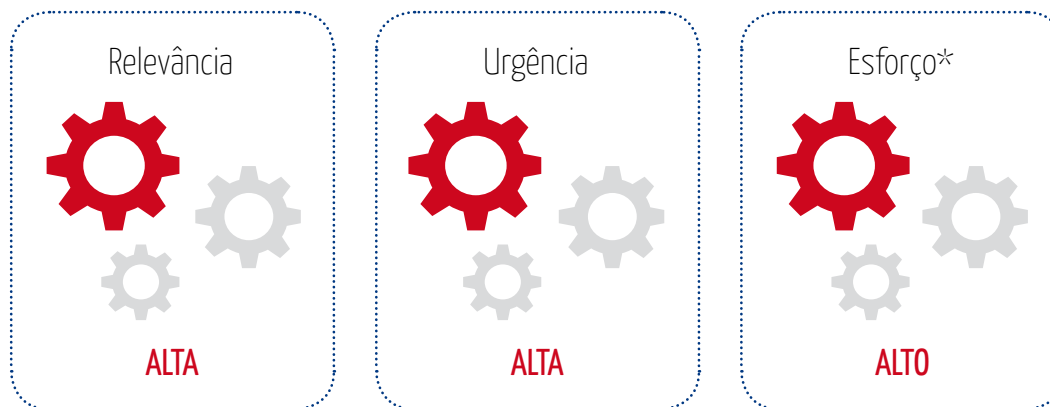 Relevância
Urgência
Esforço*
ALTA
ALTA
ALTO